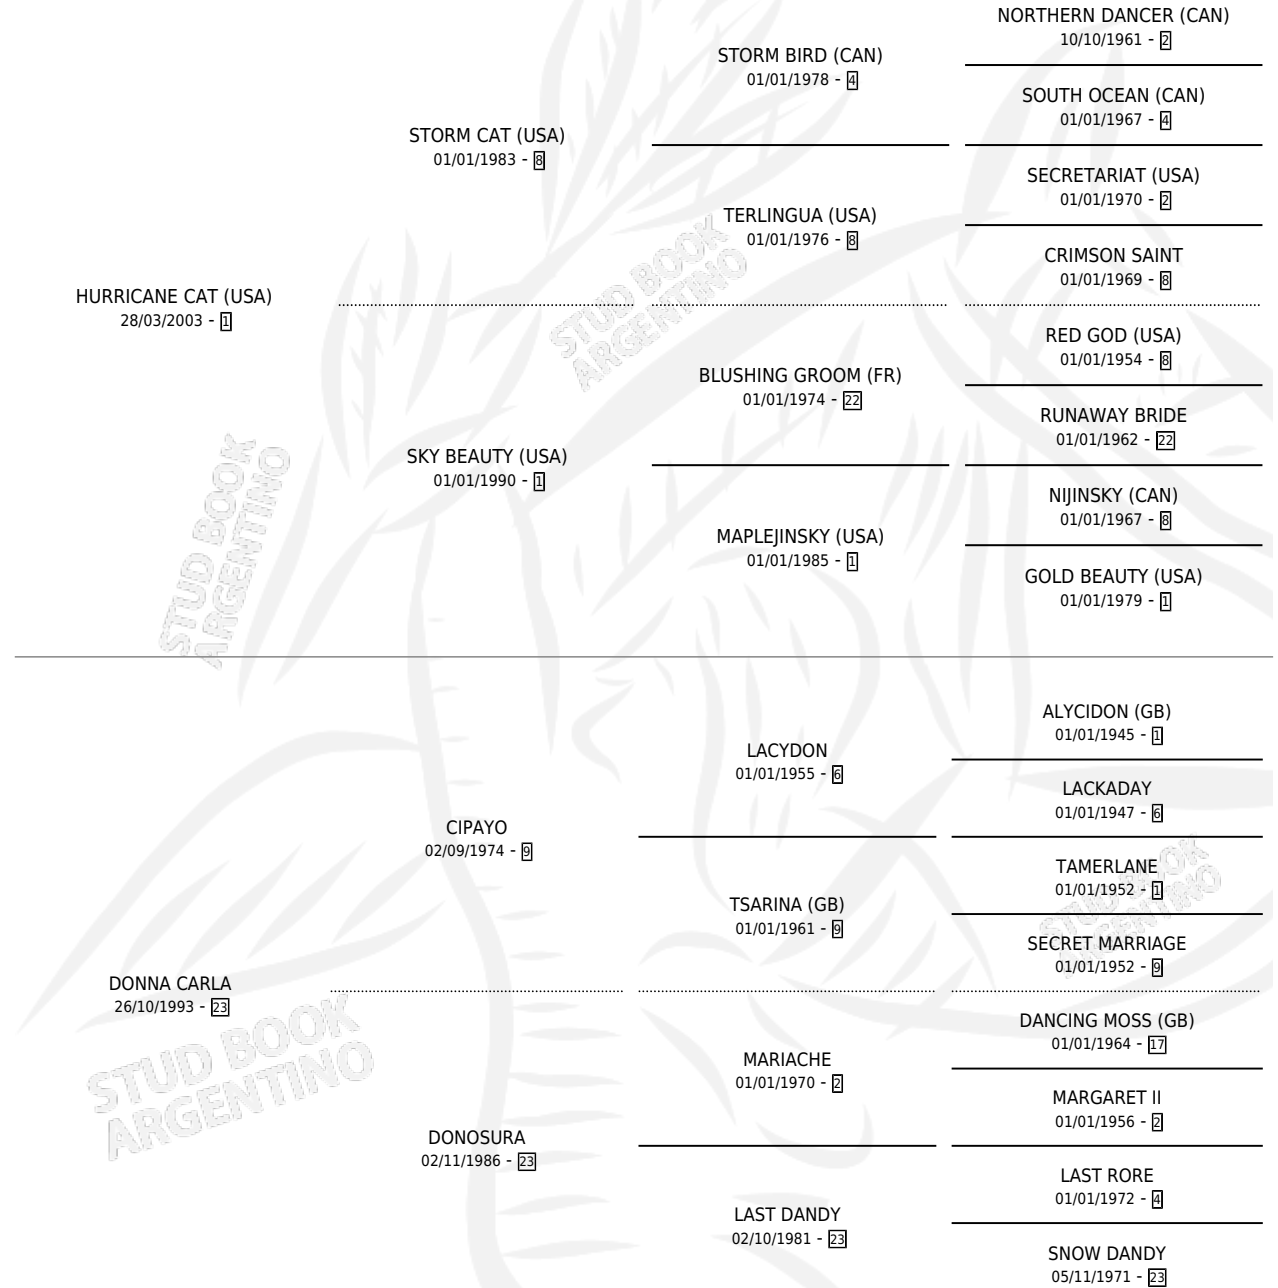 NORTHERN DANCER (CAN)
10/10/1961 - 2
STORM BIRD (CAN)
01/01/1978 - 4
SOUTH OCEAN (CAN)
01/01/1967 - 4
STORM CAT (USA)
01/01/1983 - 8
SECRETARIAT (USA)
01/01/1970 - 2
TERLINGUA (USA)
01/01/1976 - 8
CRIMSON SAINT
01/01/1969 - 8
HURRICANE CAT (USA)
28/03/2003 - 1
RED GOD (USA)
01/01/1954 - 8
BLUSHING GROOM (FR)
01/01/1974 - 22
RUNAWAY BRIDE
01/01/1962 - 22
SKY BEAUTY (USA)
01/01/1990 - 1
NIJINSKY (CAN)
01/01/1967 - 8
MAPLEJINSKY (USA)
01/01/1985 - 1
GOLD BEAUTY (USA)
01/01/1979 - 1
ALYCIDON (GB)
01/01/1945 - 1
LACYDON
01/01/1955 - 6
LACKADAY
01/01/1947 - 6
CIPAYO
02/09/1974 - 9
TAMERLANE
01/01/1952 - 1
TSARINA (GB)
01/01/1961 - 9
SECRET MARRIAGE
01/01/1952 - 9
DONNA CARLA
26/10/1993 - 23
DANCING MOSS (GB)
01/01/1964 - 17
MARIACHE
01/01/1970 - 2
MARGARET II
01/01/1956 - 2
DONOSURA
02/11/1986 - 23
LAST RORE
01/01/1972 - 4
LAST DANDY
02/10/1981 - 23
SNOW DANDY
05/11/1971 - 23
STUD BOOK
ARGENTINO
STUD BOOK
ARGENTINO
STUD BOOK
ARGENTINO
STUD BOOK
ARGENTINO